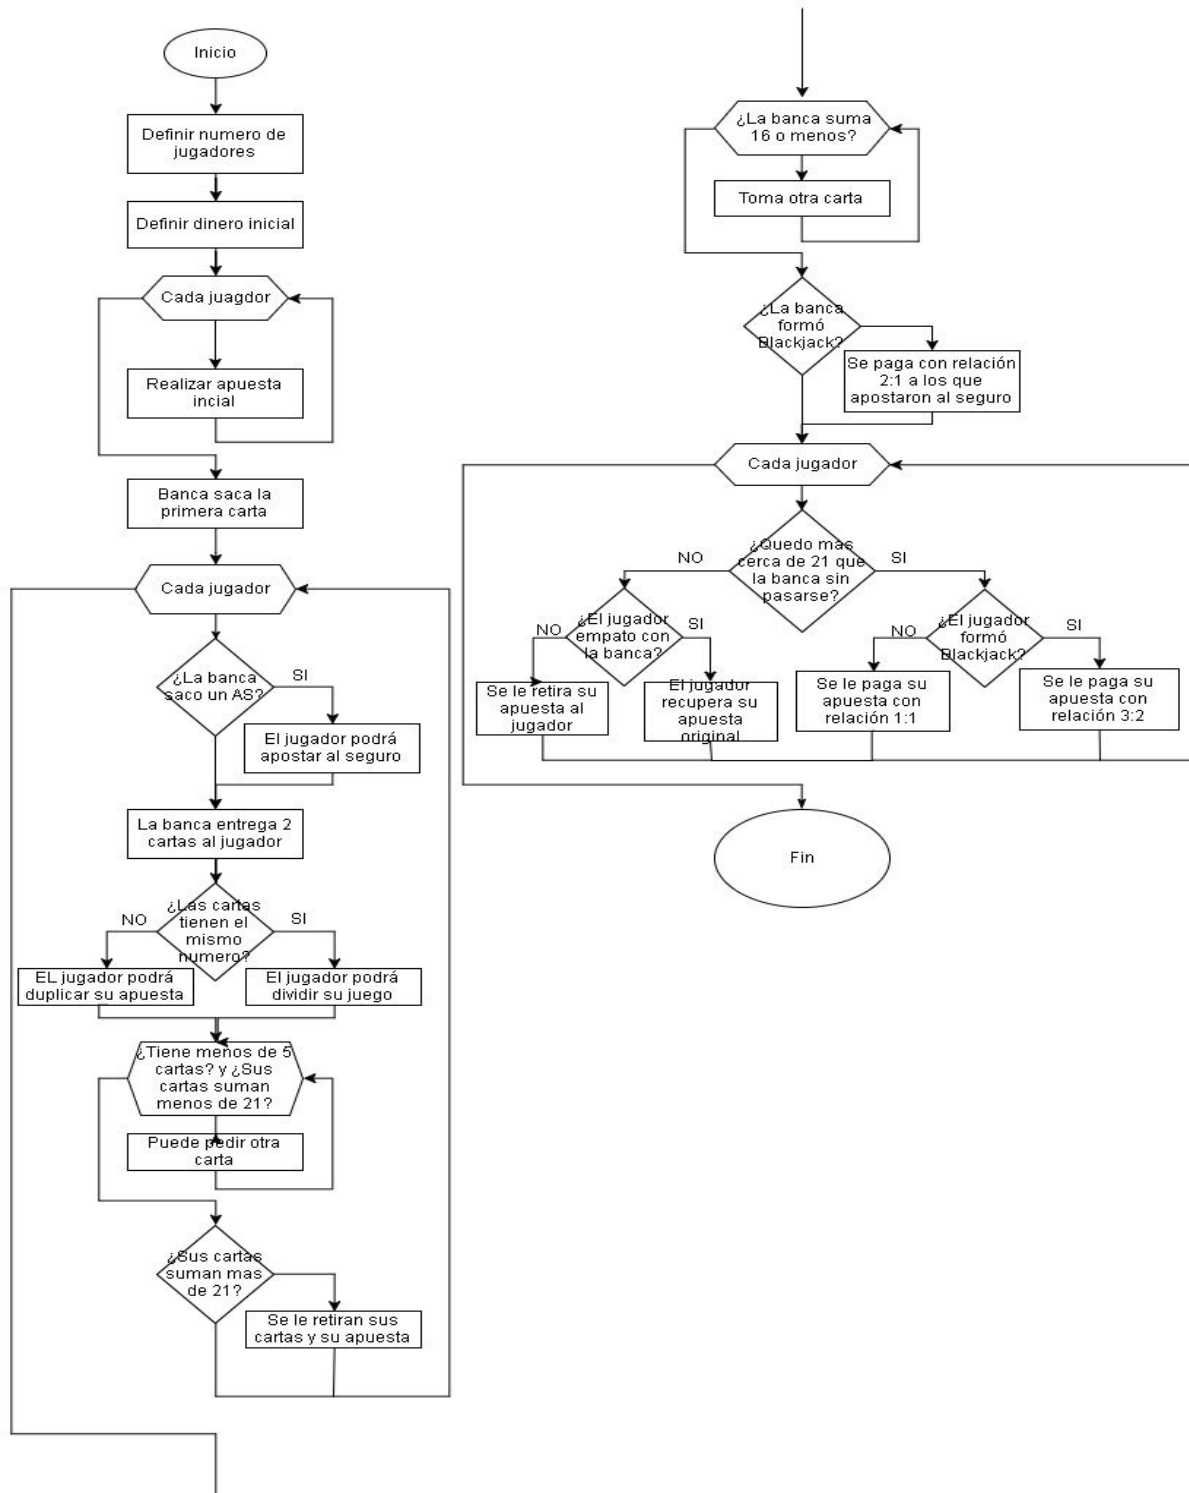 Inicio
Definir numero de
jugadores
Definir dinero inicial
Cada juagdor
Realizar apuesta
incial
Banca saca la
primera carta
Cada jugador
¿La banca
saco un AS?
SI
El jugador podrá
apostar al seguro
La banca entrega 2
cartas al jugador
¿Las cartas
tienen el
mismo
numero?
NO
SI
EL jugador podrá
duplicar su apuesta
El jugador podrá
dividir su juego
¿Tiene menos de 5
cartas? y ¿Sus
cartas suman
menos de 21?
Puede pedir otra
carta
¿Sus cartas
suman mas
de 21?
Se le retiran sus
cartas y su apuesta
¿La banca suma
16 o menos?
Toma otra carta
¿La banca
formó
Blackjack?
Se paga con relación
2:1 a los que
apostaron al seguro
Cada jugador
¿Quedo mas
cerca de 21 que
la banca sin
pasarse?
NO
SI
¿El jugador
empato con
la banca?
NO
SI
¿El jugador
formó
Blackjack?
NO
SI
Se le retira su
apuesta al
jugador
El jugador
recupera su
apuesta
original
Se le paga su
apuesta con
relación 1:1
Se le paga su
apuesta con
relación 3:2
Fin